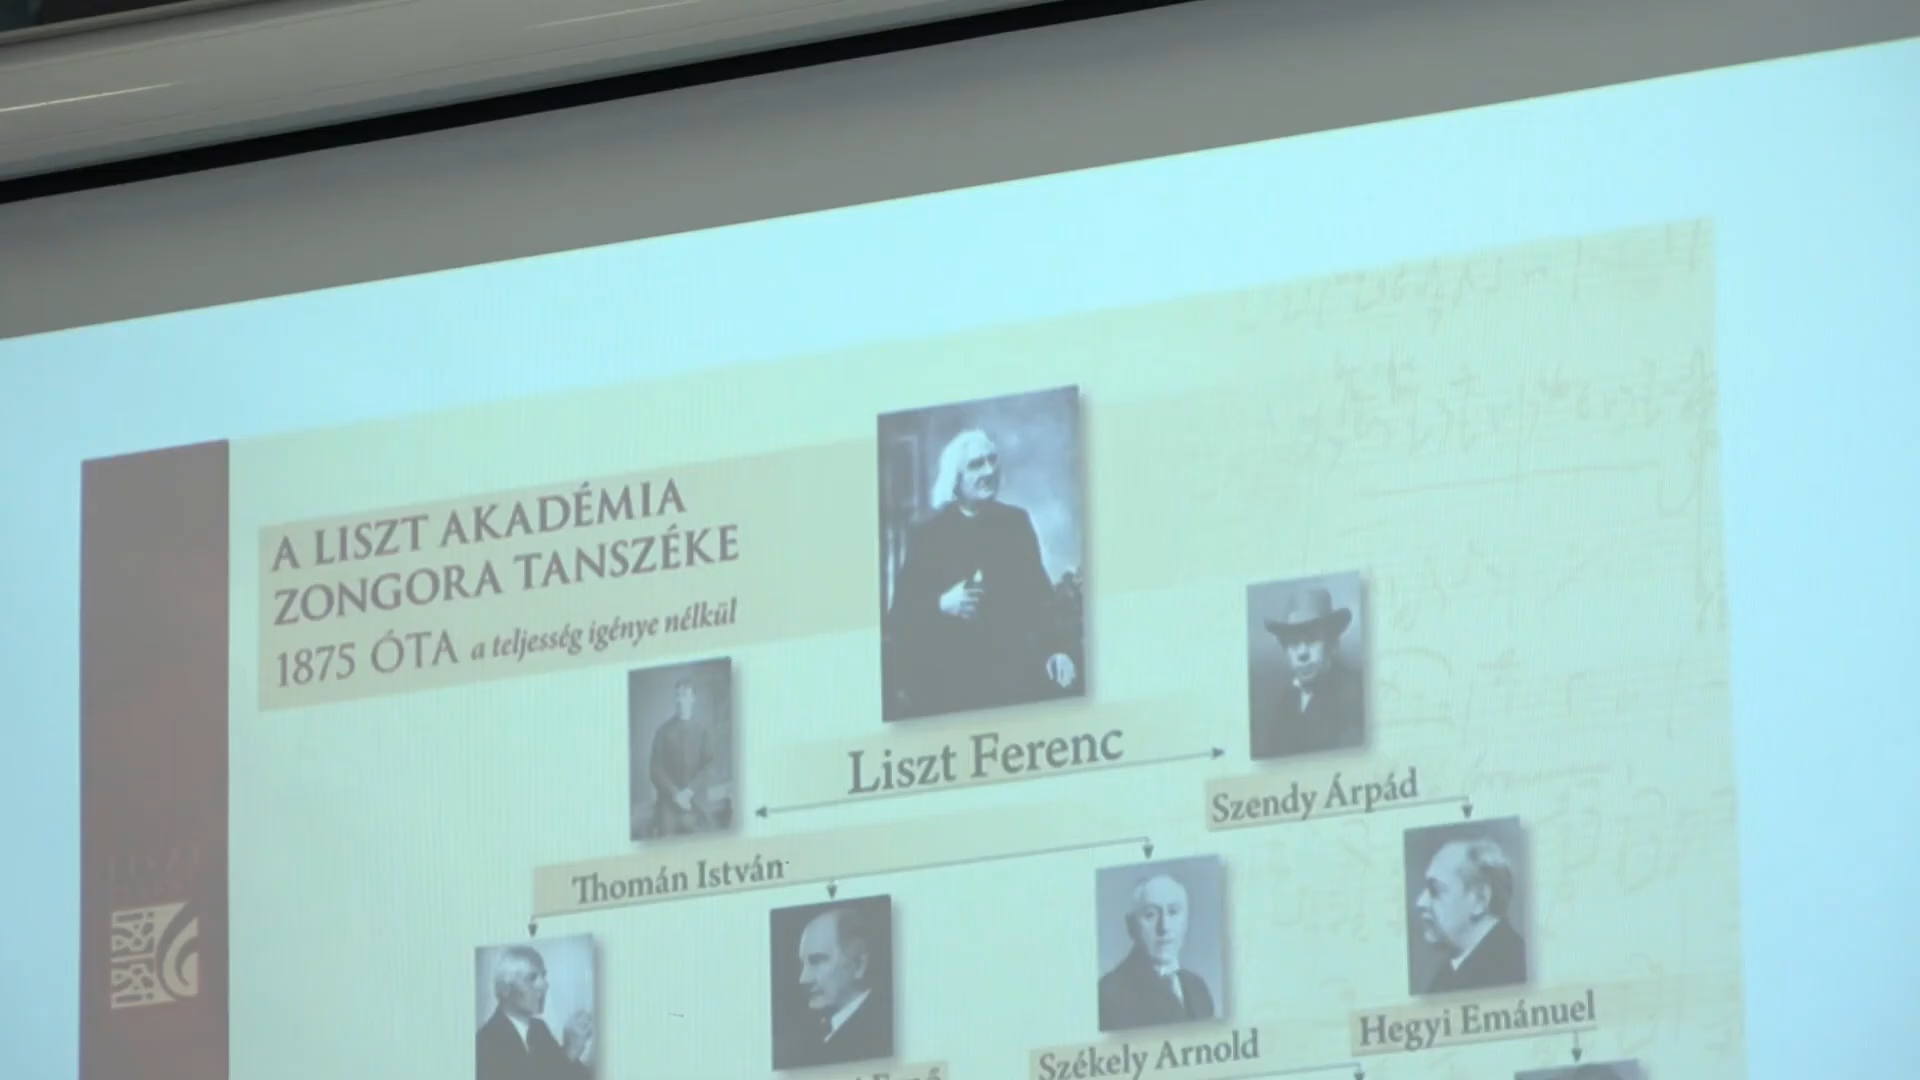 A LISZT AKADÉMIA
ZONGORA TANSZÉKE
1875 ÓTA a teljesség igénye nélkül
Liszt Ferenc
Szendy Árpád
Thomán István
Hegyi Emánuel
Székely Arnold